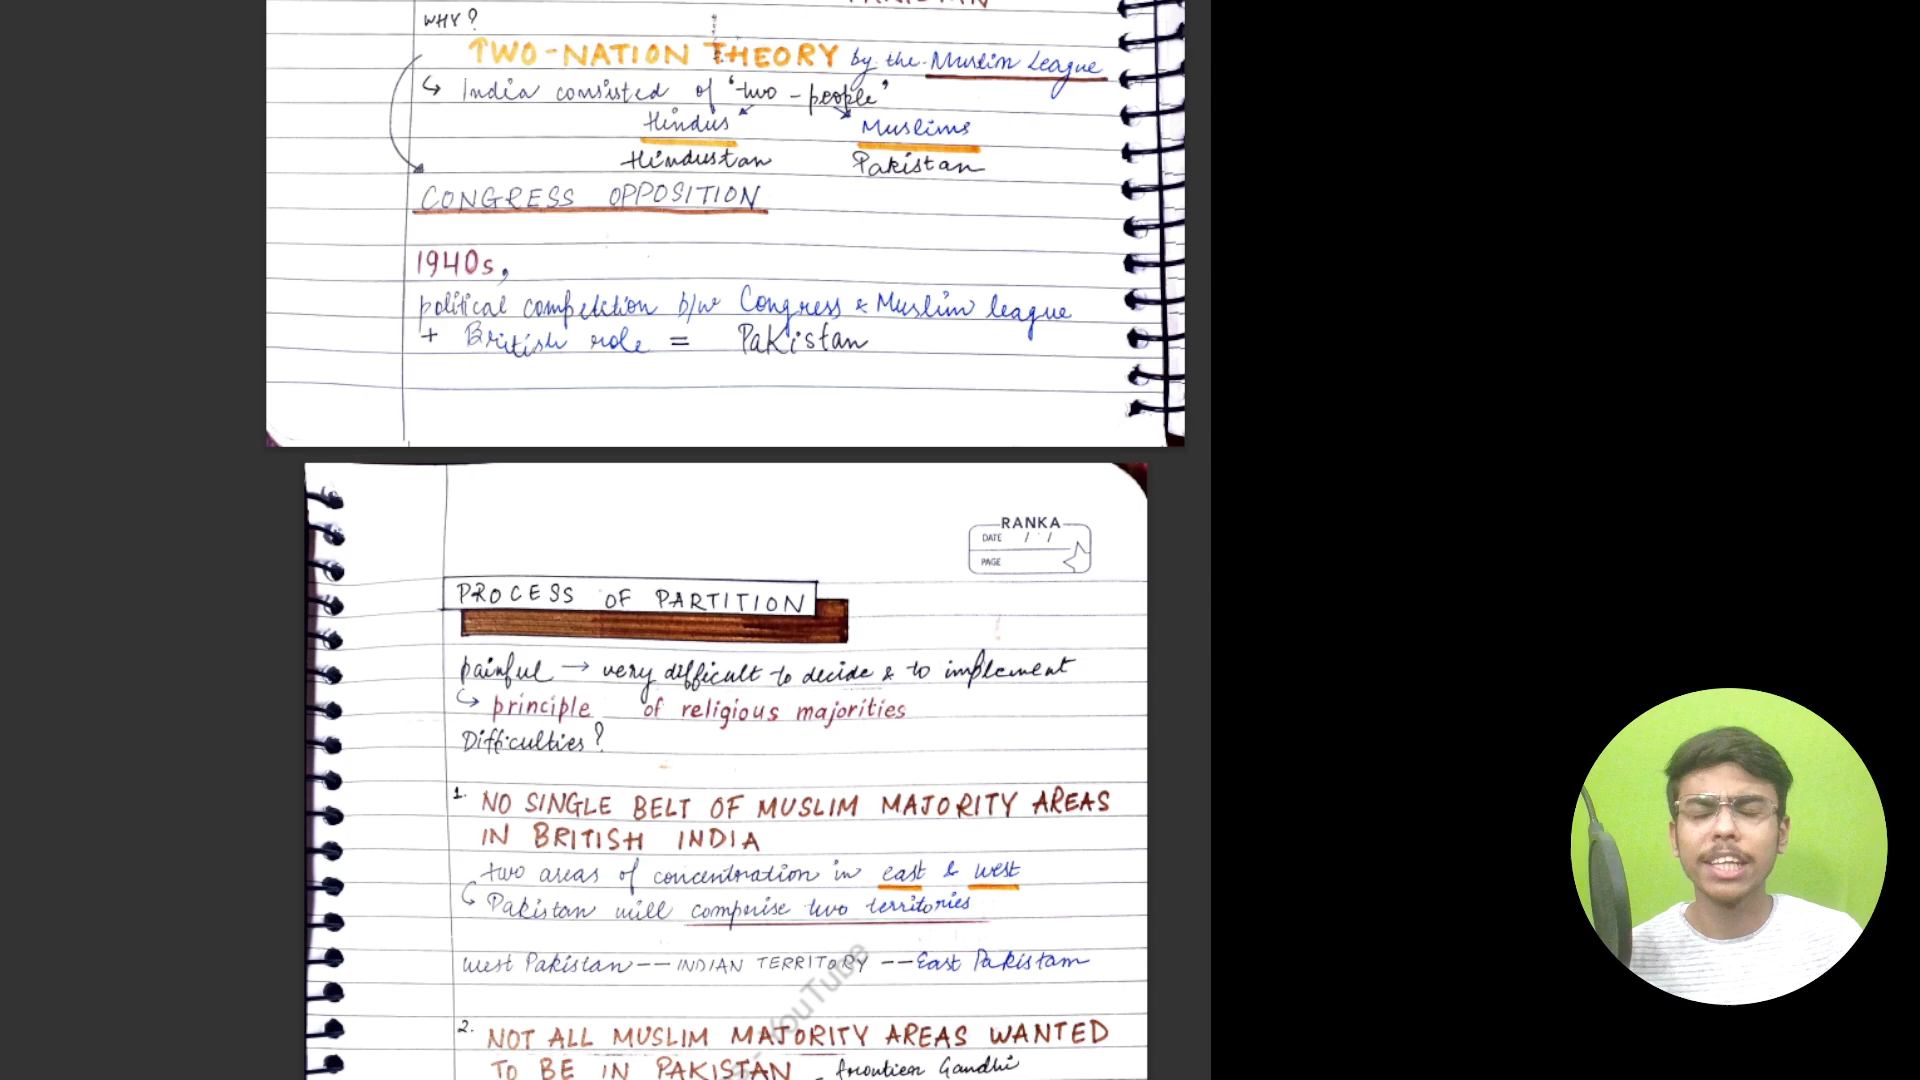 WHY?
TWO-NATION THEORY by the Muslim League
↳ India consisted of 'two-people'
Hindus Muslims
Hindustan Pakistan
CONGRESS OPPOSITION
1940s,
political competition b/w Congress & Muslim league
+ British role = Pakistan
RANKA
DATE / /
PAGE
PROCESS OF PARTITION
painful → very difficult to decide & to implement
↳ principle of religious majorities
Difficulties?
1. NO SINGLE BELT OF MUSLIM MAJORITY AREAS
IN BRITISH INDIA
two areas of concentration in east & west
Pakistan will comprise two territories
West Pakistan -- INDIAN TERRITORY -- East Pakistan
YouTube
2. NOT ALL MUSLIM MAJORITY AREAS WANTED
TO BE IN PAKISTAN - frontier Gandhi